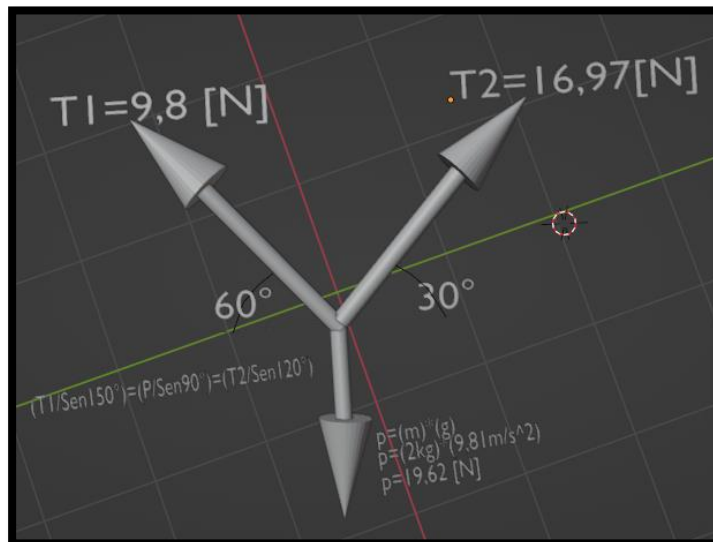 T1=9,8 [N]
T2=16,97[N]
60°
30°
(T1/Sen150°)=(P/Sen90°)=(T2/Sen120°)
p=(m)*(g)
p=(2kg)*(9.81m/s^2)
p=19.62 [N]